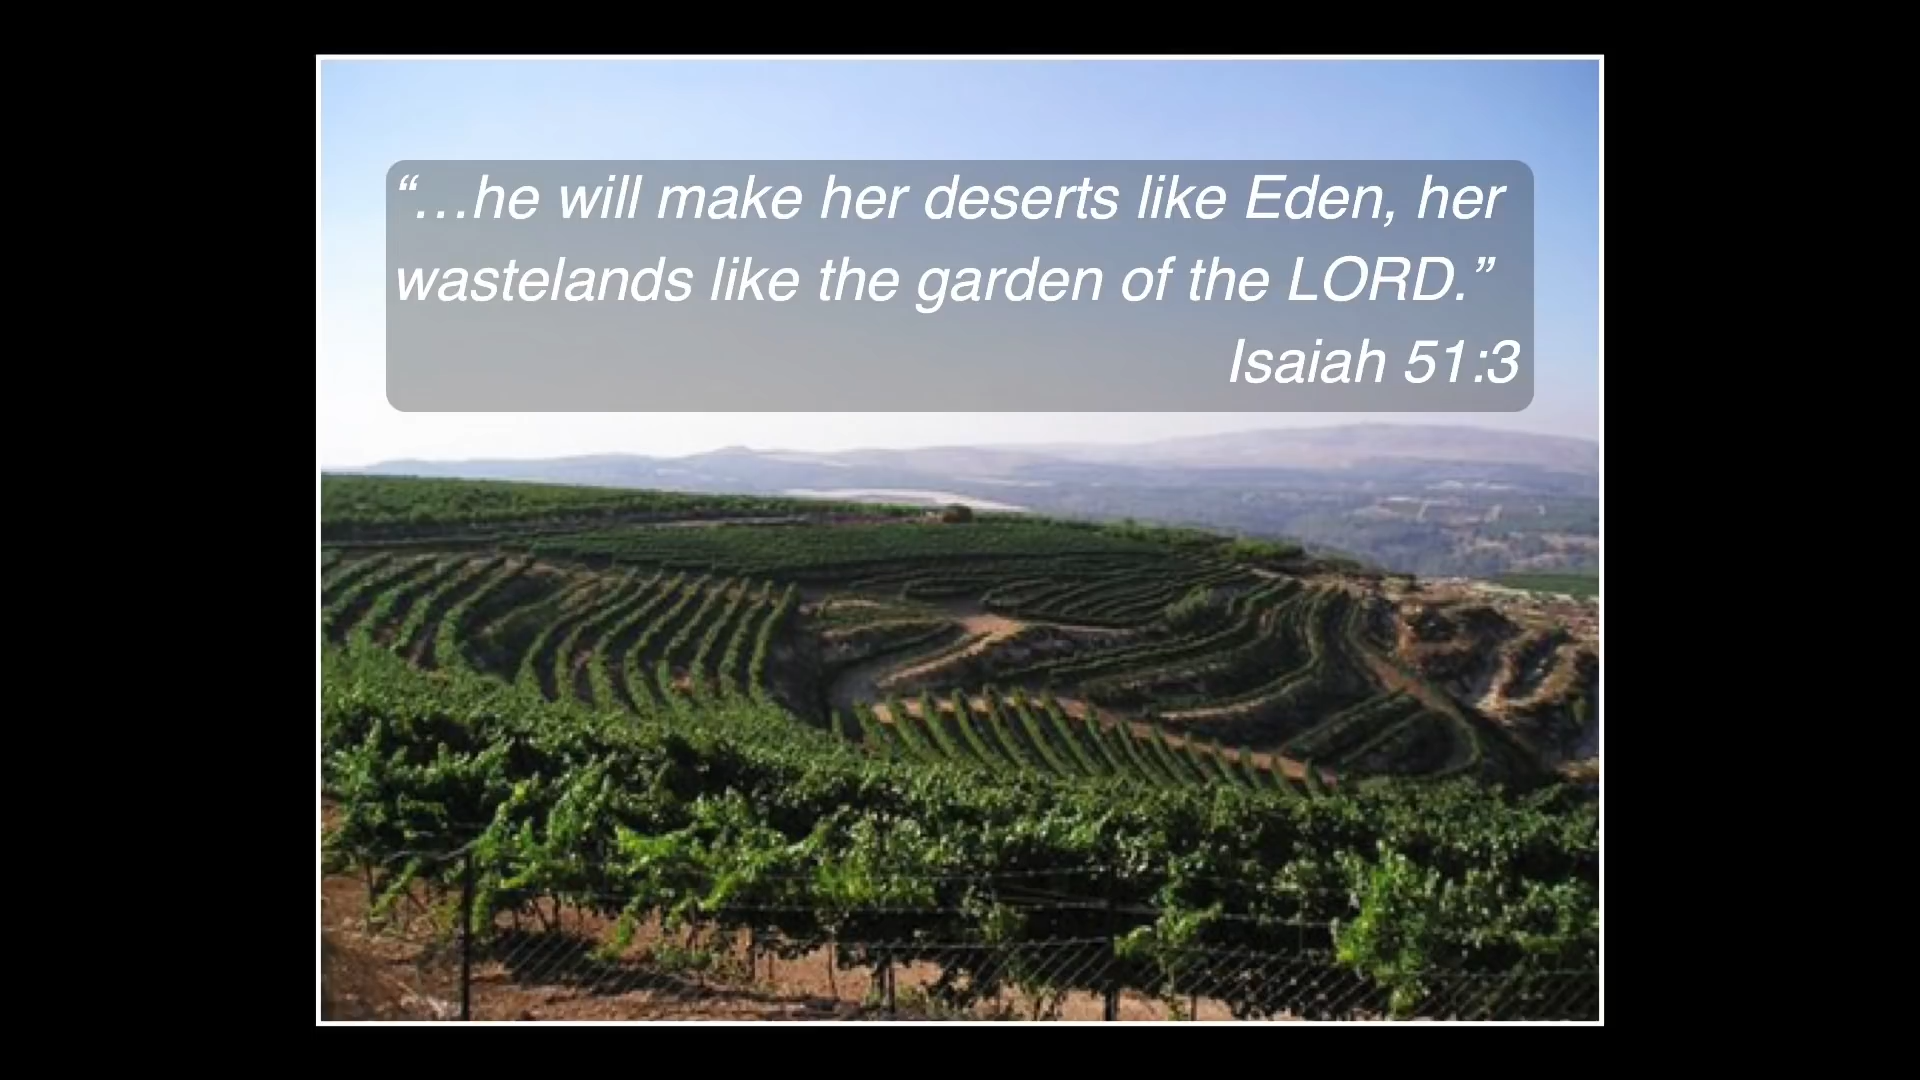 “…he will make her deserts like Eden, her
wastelands like the garden of the LORD.”
Isaiah 51:3